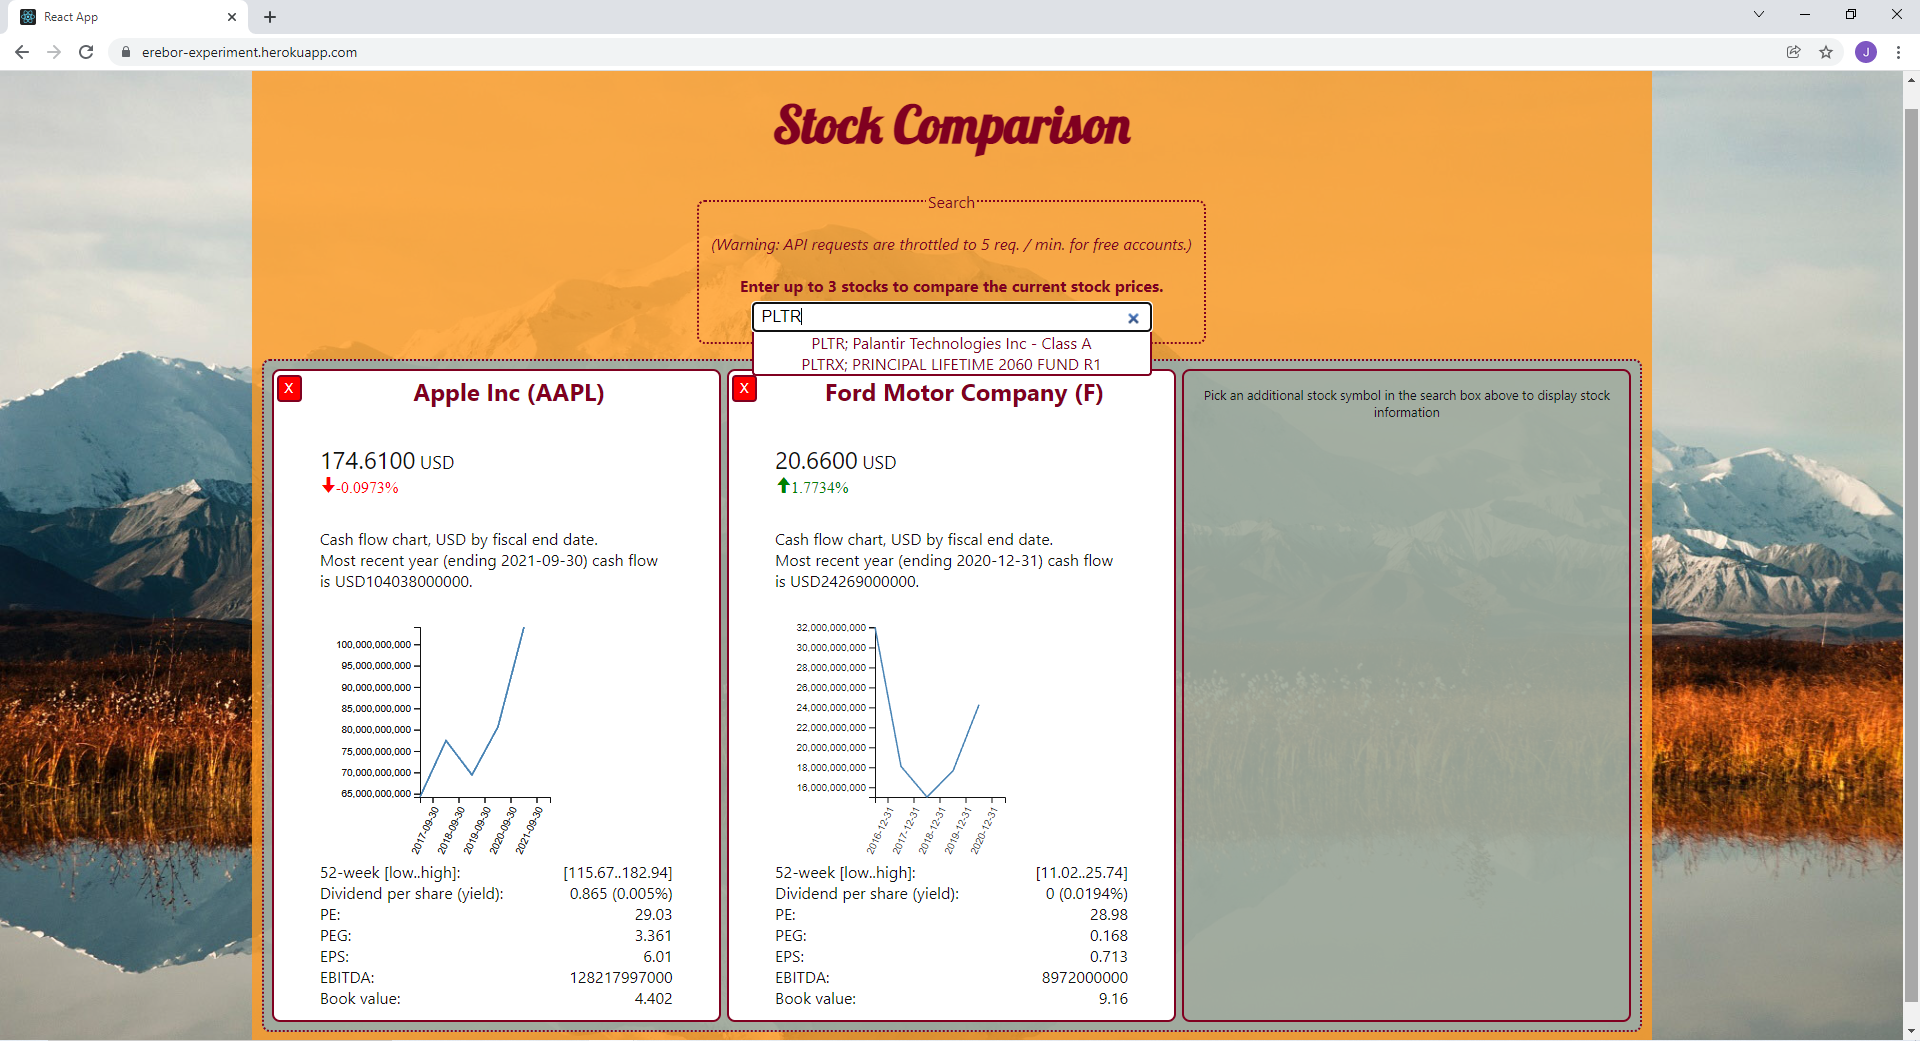 React App
erebor-experiment.herokuapp.com
J
Stock Comparison
Search
(Warning: API requests are throttled to 5 req. / min. for free accounts.)
Enter up to 3 stocks to compare the current stock prices.
PLTR
PLTR; Palantir Technologies Inc - Class A
PLTRX; PRINCIPAL LIFETIME 2060 FUND R1
X
Apple Inc (AAPL)
174.6100 USD
-0.0973%
Cash flow chart, USD by fiscal end date.
Most recent year (ending 2021-09-30) cash flow
is USD104038000000.
100,000,000,000
95,000,000,000
90,000,000,000
85,000,000,000
80,000,000,000
75,000,000,000
70,000,000,000
65,000,000,000
2017-09-30
2018-09-30
2019-09-30
2020-09-30
2021-09-30
52-week [low..high]: [115.67..182.94]
Dividend per share (yield): 0.865 (0.005%)
PE: 29.03
PEG: 3.361
EPS: 6.01
EBITDA: 128217997000
Book value: 4.402
X
Ford Motor Company (F)
20.6600 USD
1.7734%
Cash flow chart, USD by fiscal end date.
Most recent year (ending 2020-12-31) cash flow
is USD24269000000.
32,000,000,000
30,000,000,000
28,000,000,000
26,000,000,000
24,000,000,000
22,000,000,000
20,000,000,000
18,000,000,000
16,000,000,000
2016-12-31
2017-12-31
2018-12-31
2019-12-31
2020-12-31
52-week [low..high]: [11.02..25.74]
Dividend per share (yield): 0 (0.0194%)
PE: 28.98
PEG: 0.168
EPS: 0.713
EBITDA: 8972000000
Book value: 9.16
Pick an additional stock symbol in the search box above to display stock
information